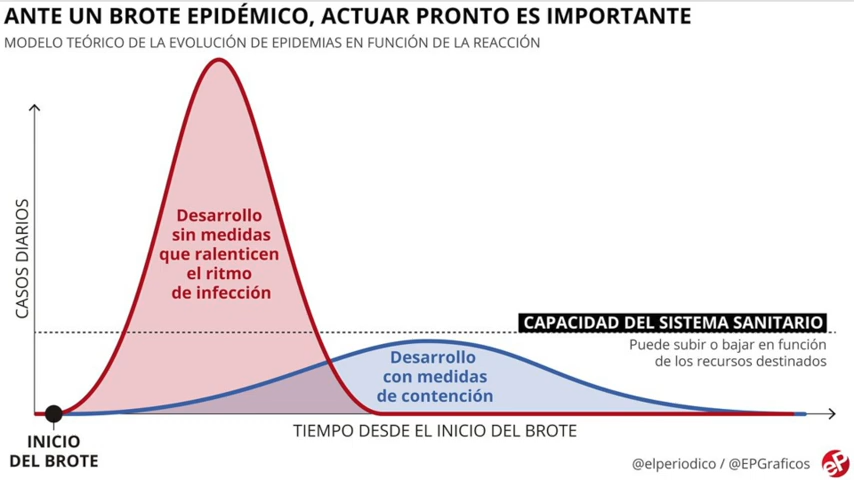 ANTE UN BROTE EPIDÉMICO, ACTUAR PRONTO ES IMPORTANTE
MODELO TEÓRICO DE LA EVOLUCIÓN DE EPIDEMIAS EN FUNCIÓN DE LA REACCIÓN
CASOS DIARIOS
Desarrollo
sin medidas
que ralenticen
el ritmo
de infección
CAPACIDAD DEL SISTEMA SANITARIO
Puede subir o bajar en función
de los recursos destinados
Desarrollo
con medidas
de contención
INICIO
DEL BROTE
TIEMPO DESDE EL INICIO DEL BROTE
@elperiodico / @EPGraficos
eP